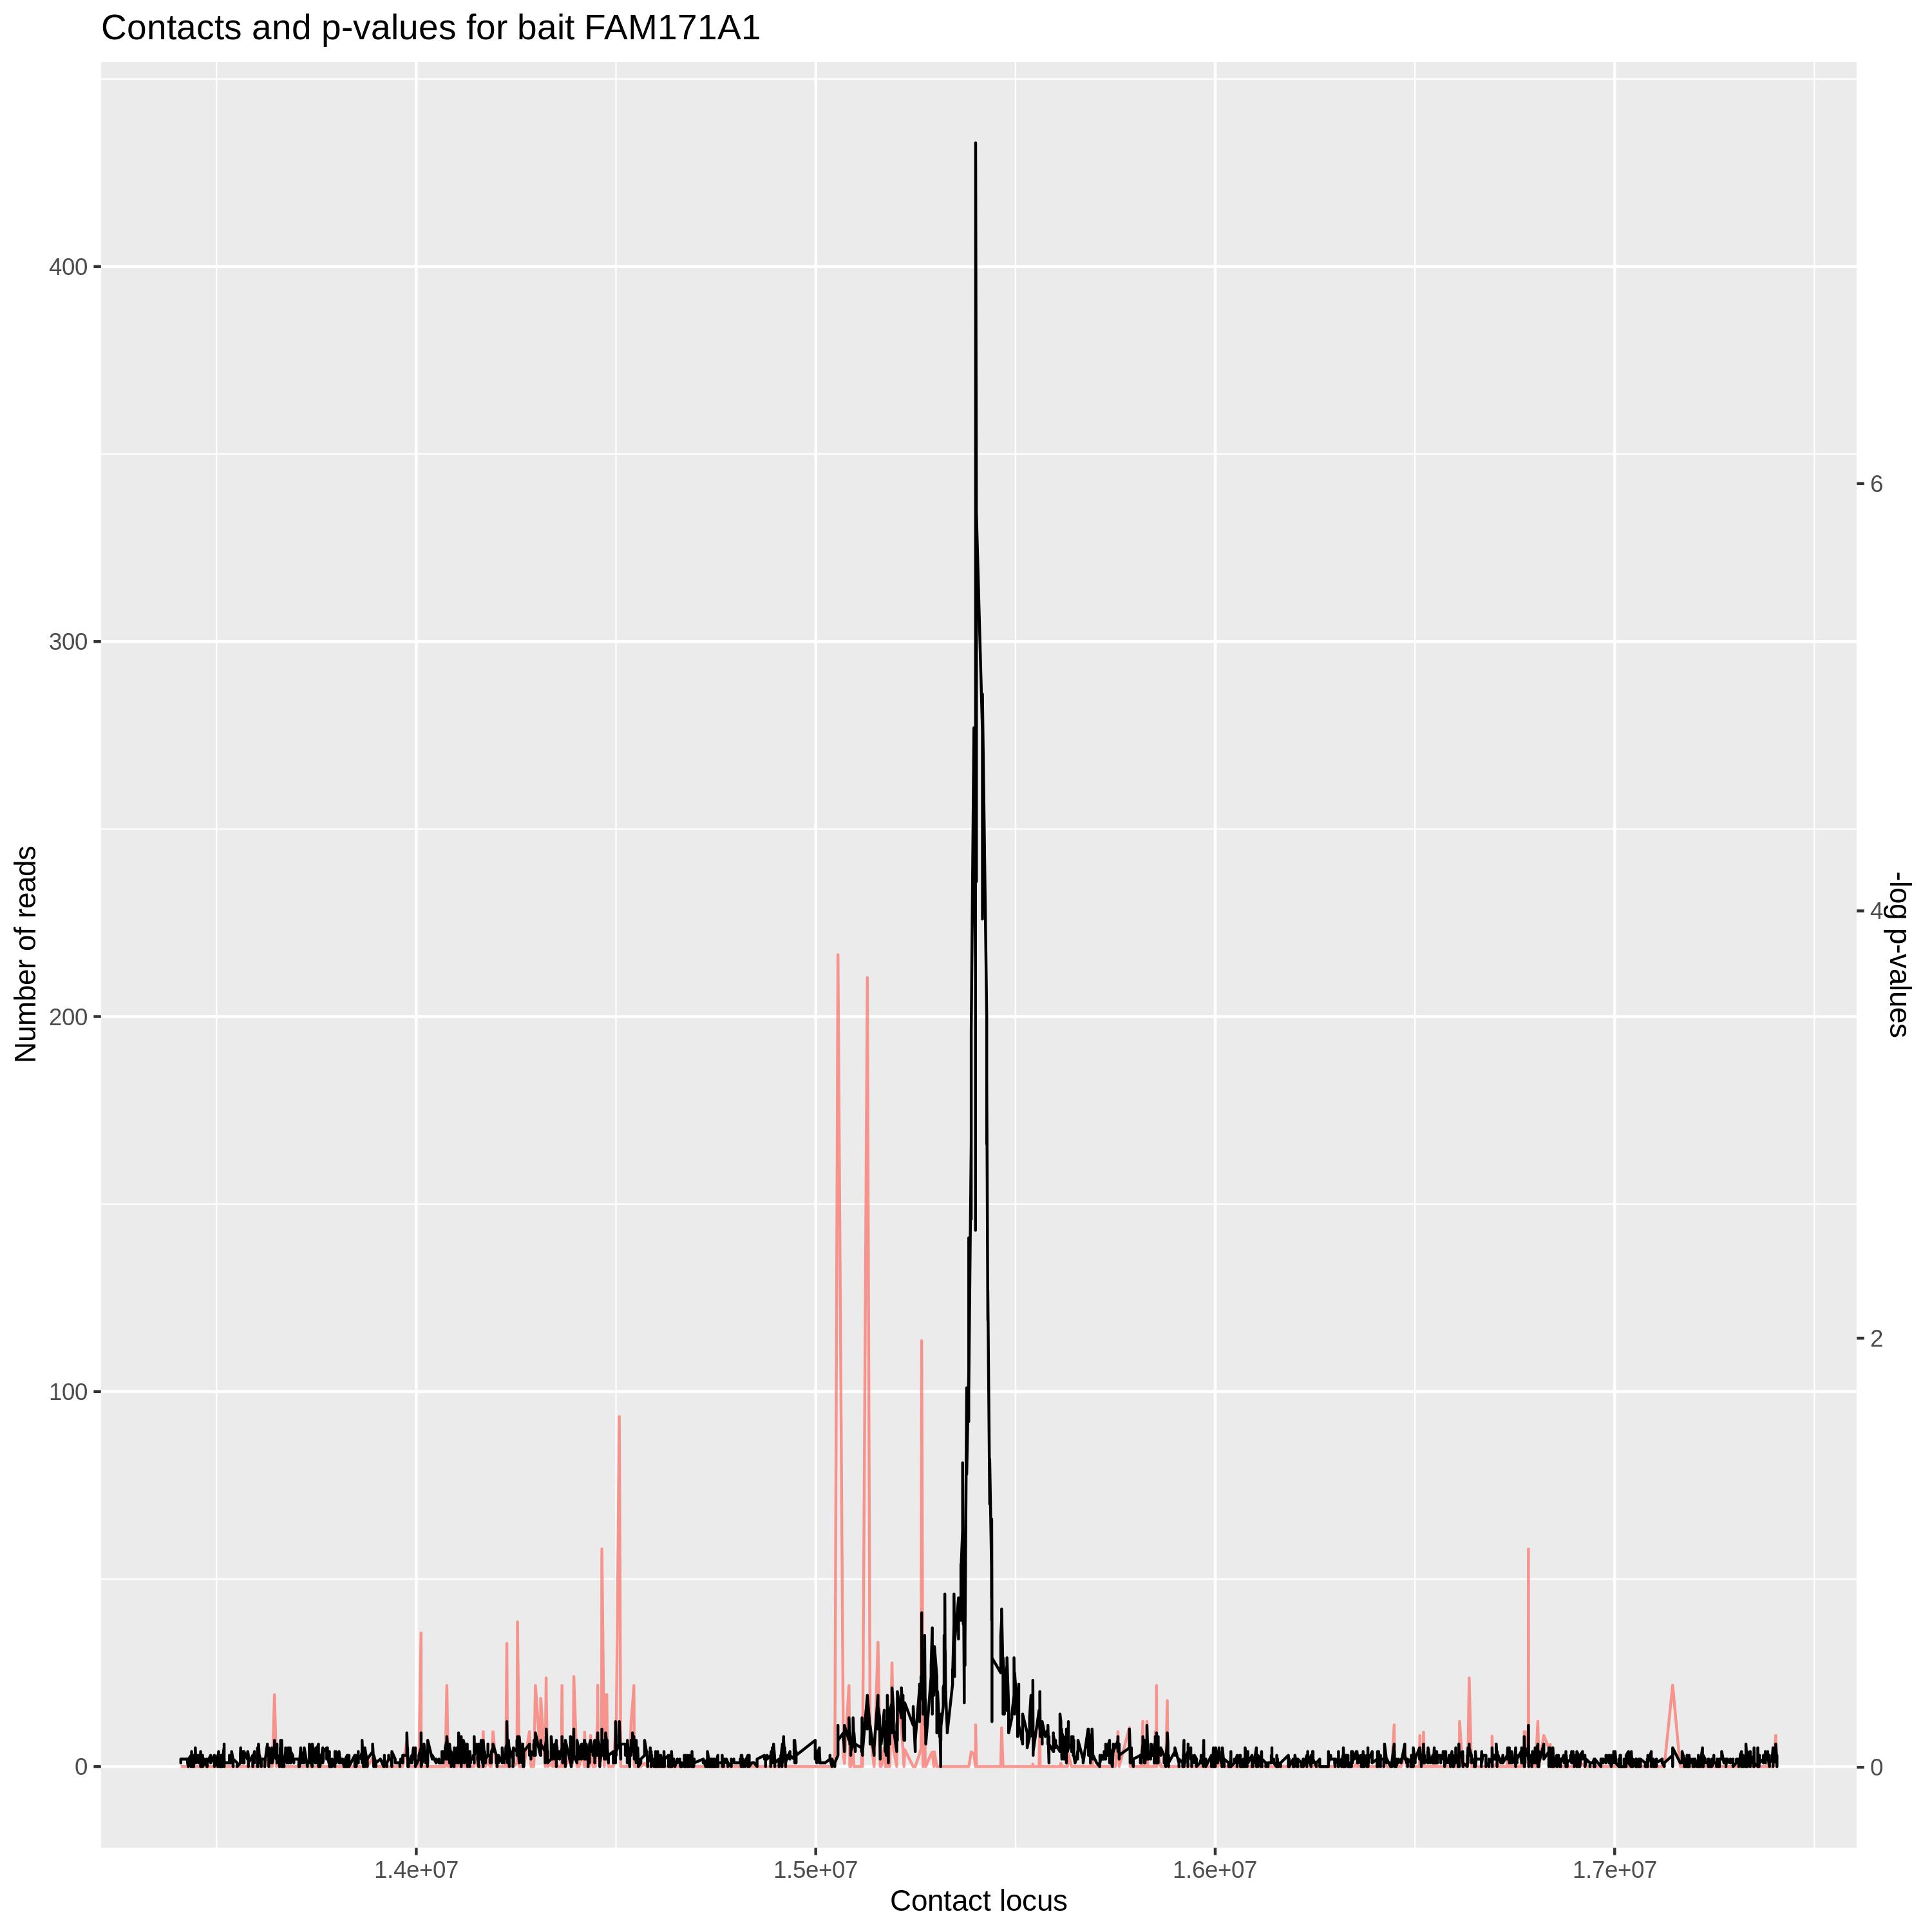 Contacts and p-values for bait FAM171A1
400
300
200
100
0
Number of reads
6
4
2
0
-log p-values
1.4e+07
1.5e+07
1.6e+07
1.7e+07
Contact locus